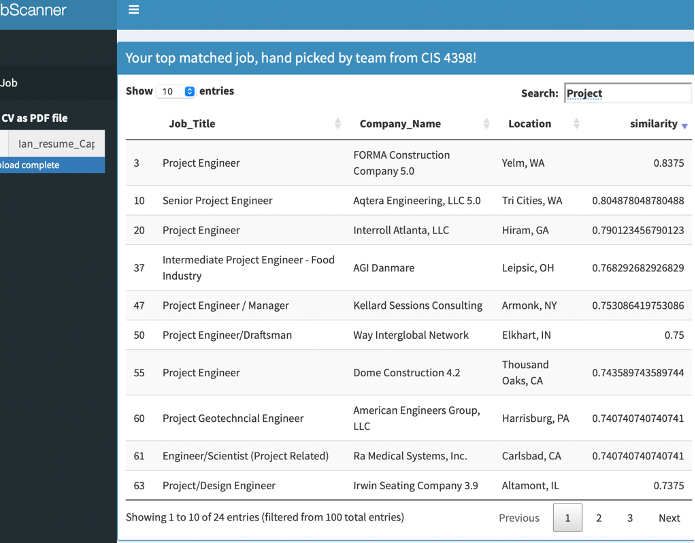 bScanner
Your top matched job, hand picked by team from CIS 4398!
Job
CV as PDF file
Ian_resume_Cap
pload complete
Show 10 entries
Search: Project
Job_Title Company_Name Location similarity
3 Project Engineer FORMA Construction Company 5.0 Yelm, WA 0.8375
10 Senior Project Engineer Aqtera Engineering, LLC 5.0 Tri Cities, WA 0.804878048780488
20 Project Engineer Interroll Atlanta, LLC Hiram, GA 0.790123456790123
37 Intermediate Project Engineer - Food Industry AGI Danmare Leipsic, OH 0.768292682926829
47 Project Engineer / Manager Kellard Sessions Consulting Armonk, NY 0.753086419753086
50 Project Engineer/Draftsman Way Interglobal Network Elkhart, IN 0.75
55 Project Engineer Dome Construction 4.2 Thousand Oaks, CA 0.743589743589744
60 Project Geotechncial Engineer American Engineers Group, LLC Harrisburg, PA 0.740740740740741
61 Engineer/Scientist (Project Related) Ra Medical Systems, Inc. Carlsbad, CA 0.740740740740741
63 Project/Design Engineer Irwin Seating Company 3.9 Altamont, IL 0.7375
Showing 1 to 10 of 24 entries (filtered from 100 total entries)
Previous 1 2 3 Next